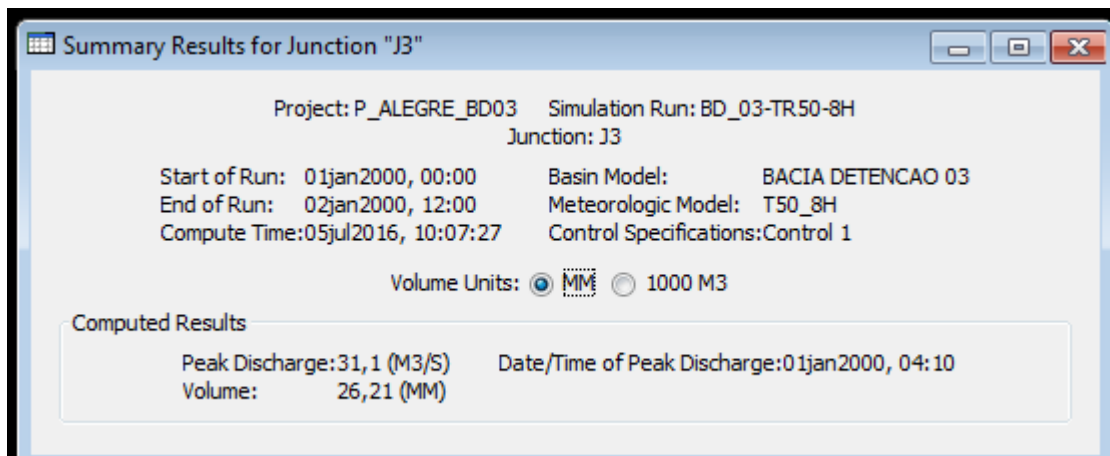 Summary Results for Junction "J3"
Project: P_ALEGRE_BD03 Simulation Run: BD_03-TR50-8H
Junction: J3
Start of Run: 01jan2000, 00:00 Basin Model: BACIA DETENCAO 03
End of Run: 02jan2000, 12:00 Meteorologic Model: T50_8H
Compute Time:05jul2016, 10:07:27 Control Specifications:Control 1
Volume Units: MM 1000 M3
Computed Results
Peak Discharge:31,1 (M3/S) Date/Time of Peak Discharge:01jan2000, 04:10
Volume: 26,21 (MM)